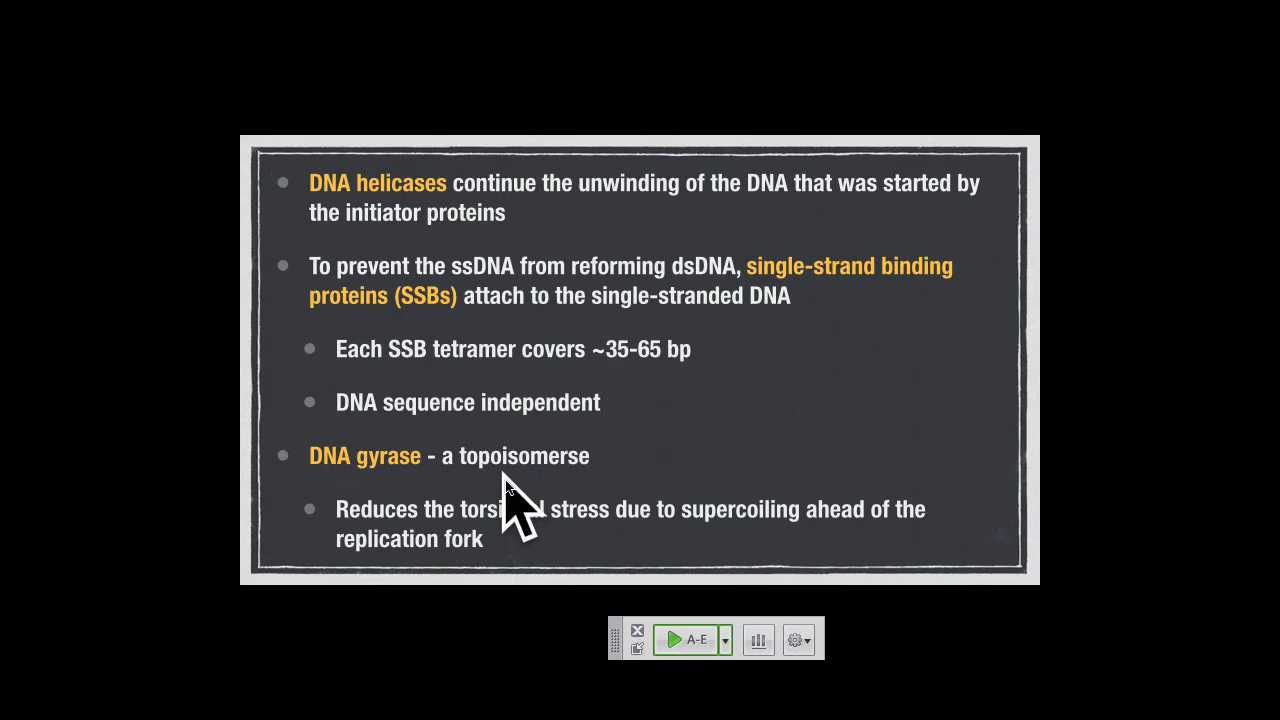 DNA helicases continue the unwinding of the DNA that was started by
the initiator proteins
To prevent the ssDNA from reforming dsDNA, single-strand binding
proteins (SSBs) attach to the single-stranded DNA
Each SSB tetramer covers ~35-65 bp
DNA sequence independent
DNA gyrase - a topoisomerse
Reduces the stress due to supercoiling ahead of the
replication fork
A-E